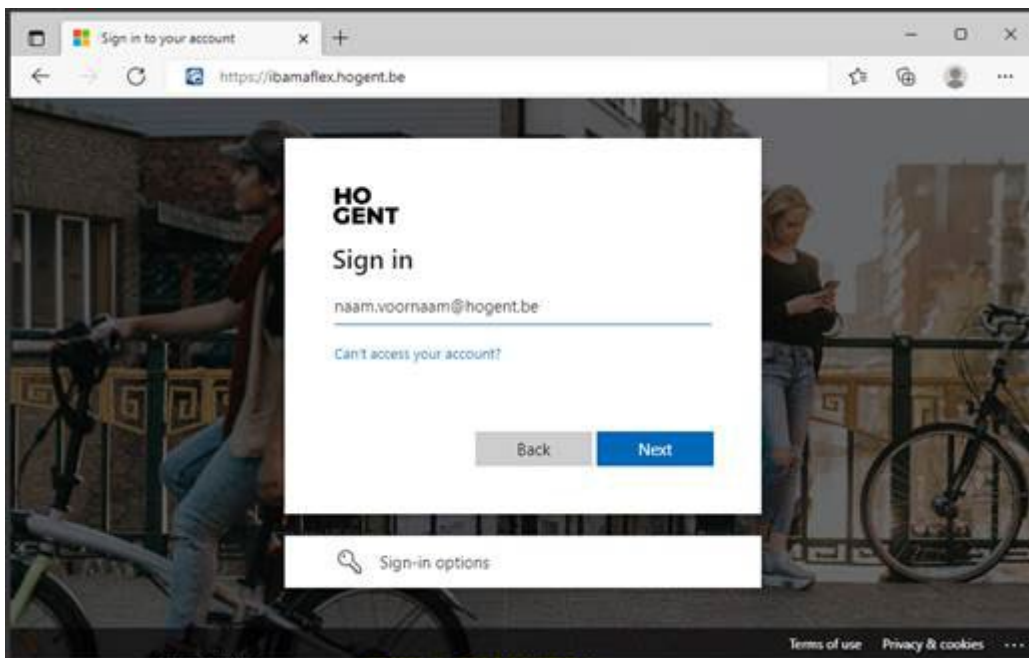 Sign in to your account
https://ibamaflex.hogent.be
HO
GENT
Sign in
naam.voornaam@hogent.be
Can't access your account?
Back
Next
Sign-in options
Terms of use
Privacy & cookies